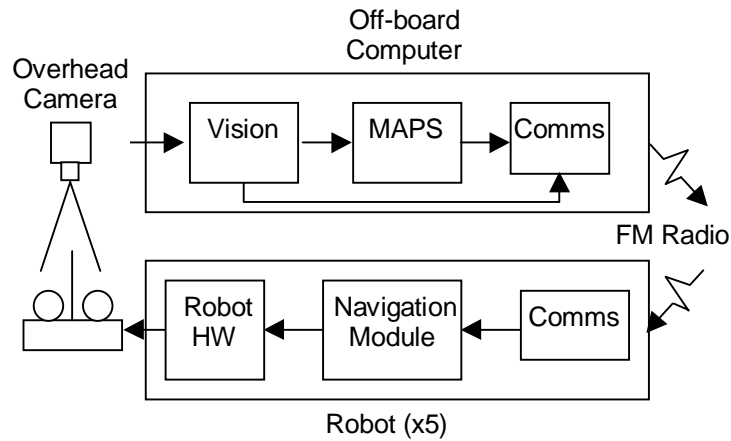 Off-board
Computer
Overhead
Camera
Vision
MAPS
Comms
FM Radio
Robot
HW
Navigation
Module
Comms
Robot (x5)